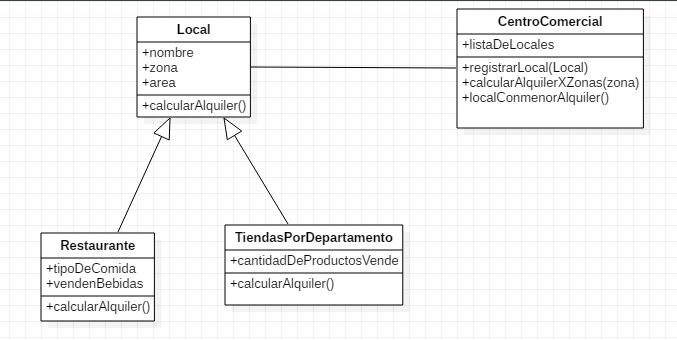 Local
+nombre
+zona
+area
+calcularAlquiler()
CentroComercial
+listaDeLocales
+registrarLocal(Local)
+calcularAlquilerXZonas(zona)
+localConmenorAlquiler()
Restaurante
+tipoDeComida
+vendenBebidas
+calcularAlquiler()
TiendasPorDepartamento
+cantidadDeProductosVende
+calcularAlquiler()